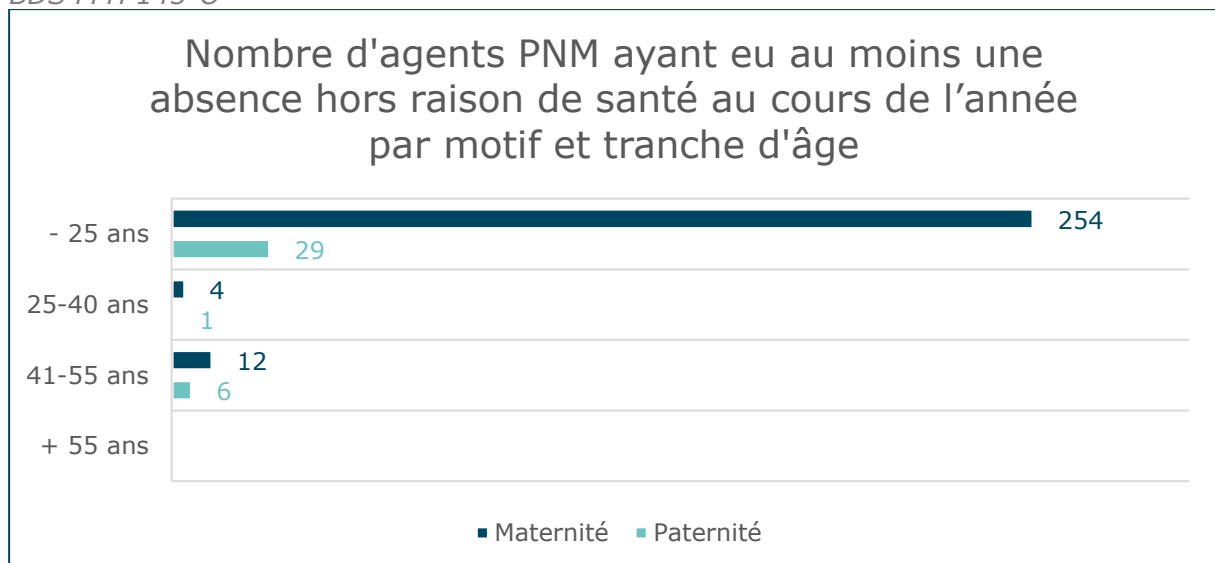 Nombre d'agents PNM ayant eu au moins une
absence hors raison de santé au cours de l’année
par motif et tranche d'âge
- 25 ans
254
29
25-40 ans
4
1
41-55 ans
12
6
+ 55 ans
Maternité
Paternité